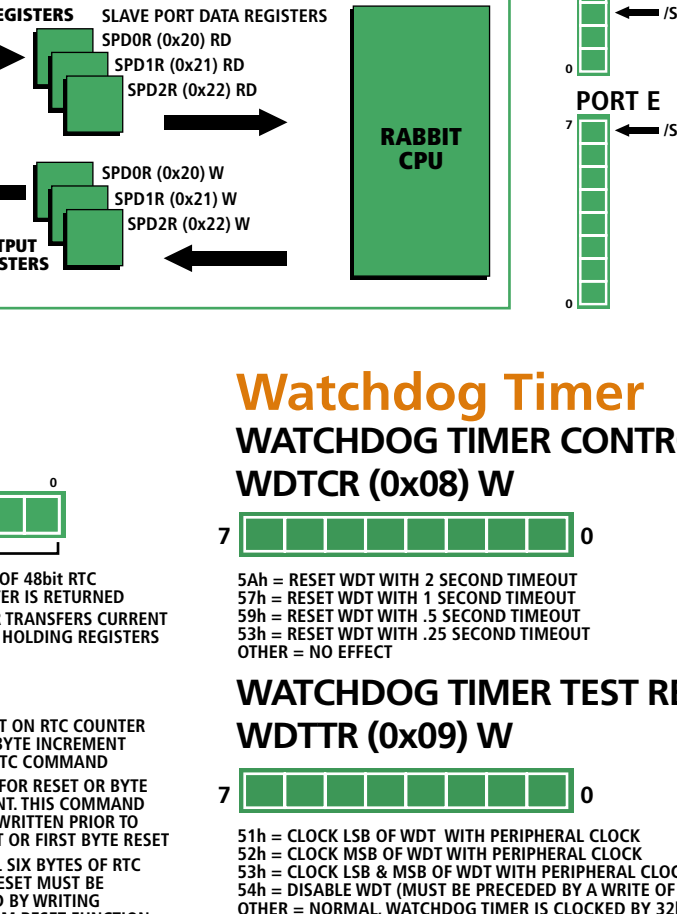 EGISTERS
SLAVE PORT DATA REGISTERS
SPD0R (0x20) RD
SPD1R (0x21) RD
SPD2R (0x22) RD
SPD0R (0x20) W
SPD1R (0x21) W
SPD2R (0x22) W
TPUT
STERS
RABBIT
CPU
/S
0
PORT E
7
/S
0
0
OF 48bit RTC
ER IS RETURNED
R TRANSFERS CURRENT
HOLDING REGISTERS
T ON RTC COUNTER
BYTE INCREMENT
TC COMMAND
FOR RESET OR BYTE
NT. THIS COMMAND
WRITTEN PRIOR TO
T OR FIRST BYTE RESET
L SIX BYTES OF RTC
ESET MUST BE
D BY WRITING
Watchdog Timer
WATCHDOG TIMER CONTR
WDTCR (0x08) W
7
0
5Ah = RESET WDT WITH 2 SECOND TIMEOUT
57h = RESET WDT WITH 1 SECOND TIMEOUT
59h = RESET WDT WITH .5 SECOND TIMEOUT
53h = RESET WDT WITH .25 SECOND TIMEOUT
OTHER = NO EFFECT
WATCHDOG TIMER TEST RE
WDTTR (0x09) W
7
0
51h = CLOCK LSB OF WDT WITH PERIPHERAL CLOCK
52h = CLOCK MSB OF WDT WITH PERIPHERAL CLOCK
53h = CLOCK LSB & MSB OF WDT WITH PERIPHERAL CLOC
54h = DISABLE WDT (MUST BE PRECEDED BY A WRITE OF
OTHER = NORMAL. WATCHDOG TIMER IS CLOCKED BY 32